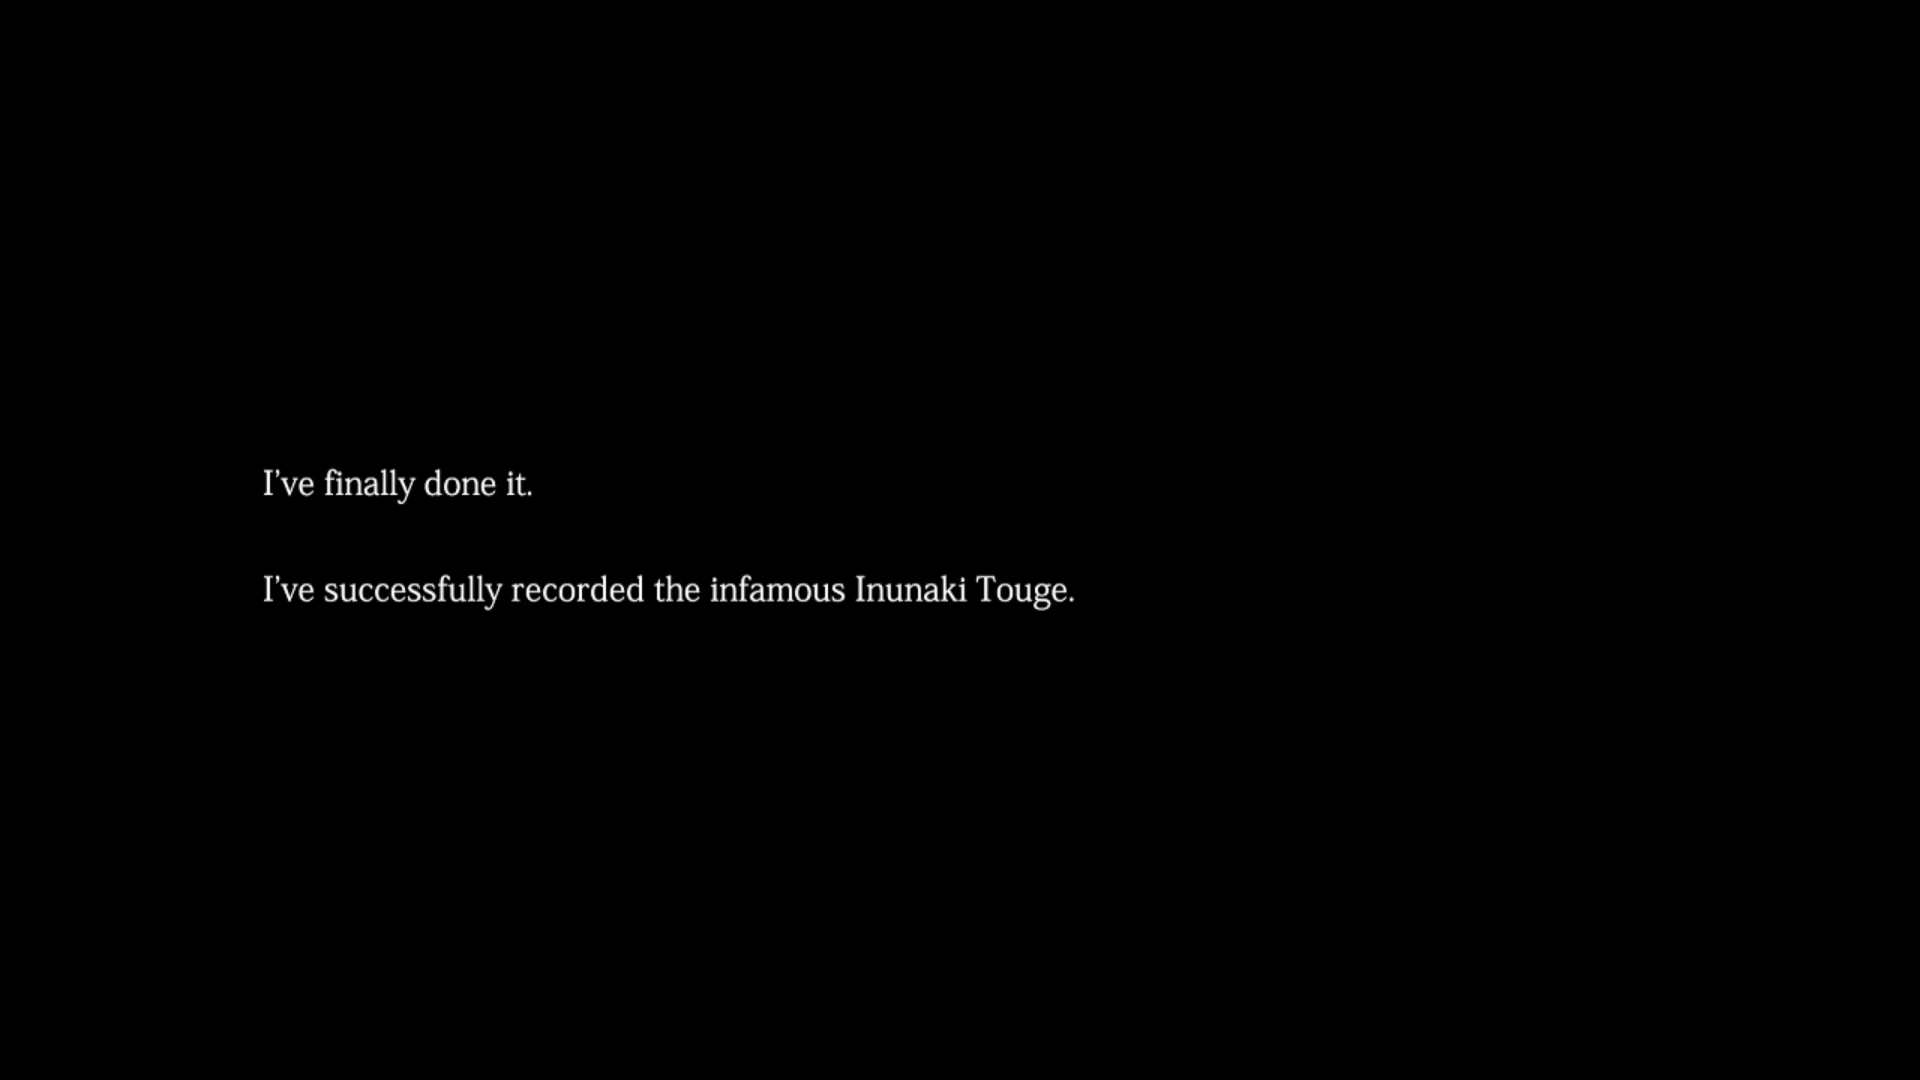 I’ve finally done it.
I’ve successfully recorded the infamous Inunaki Touge.